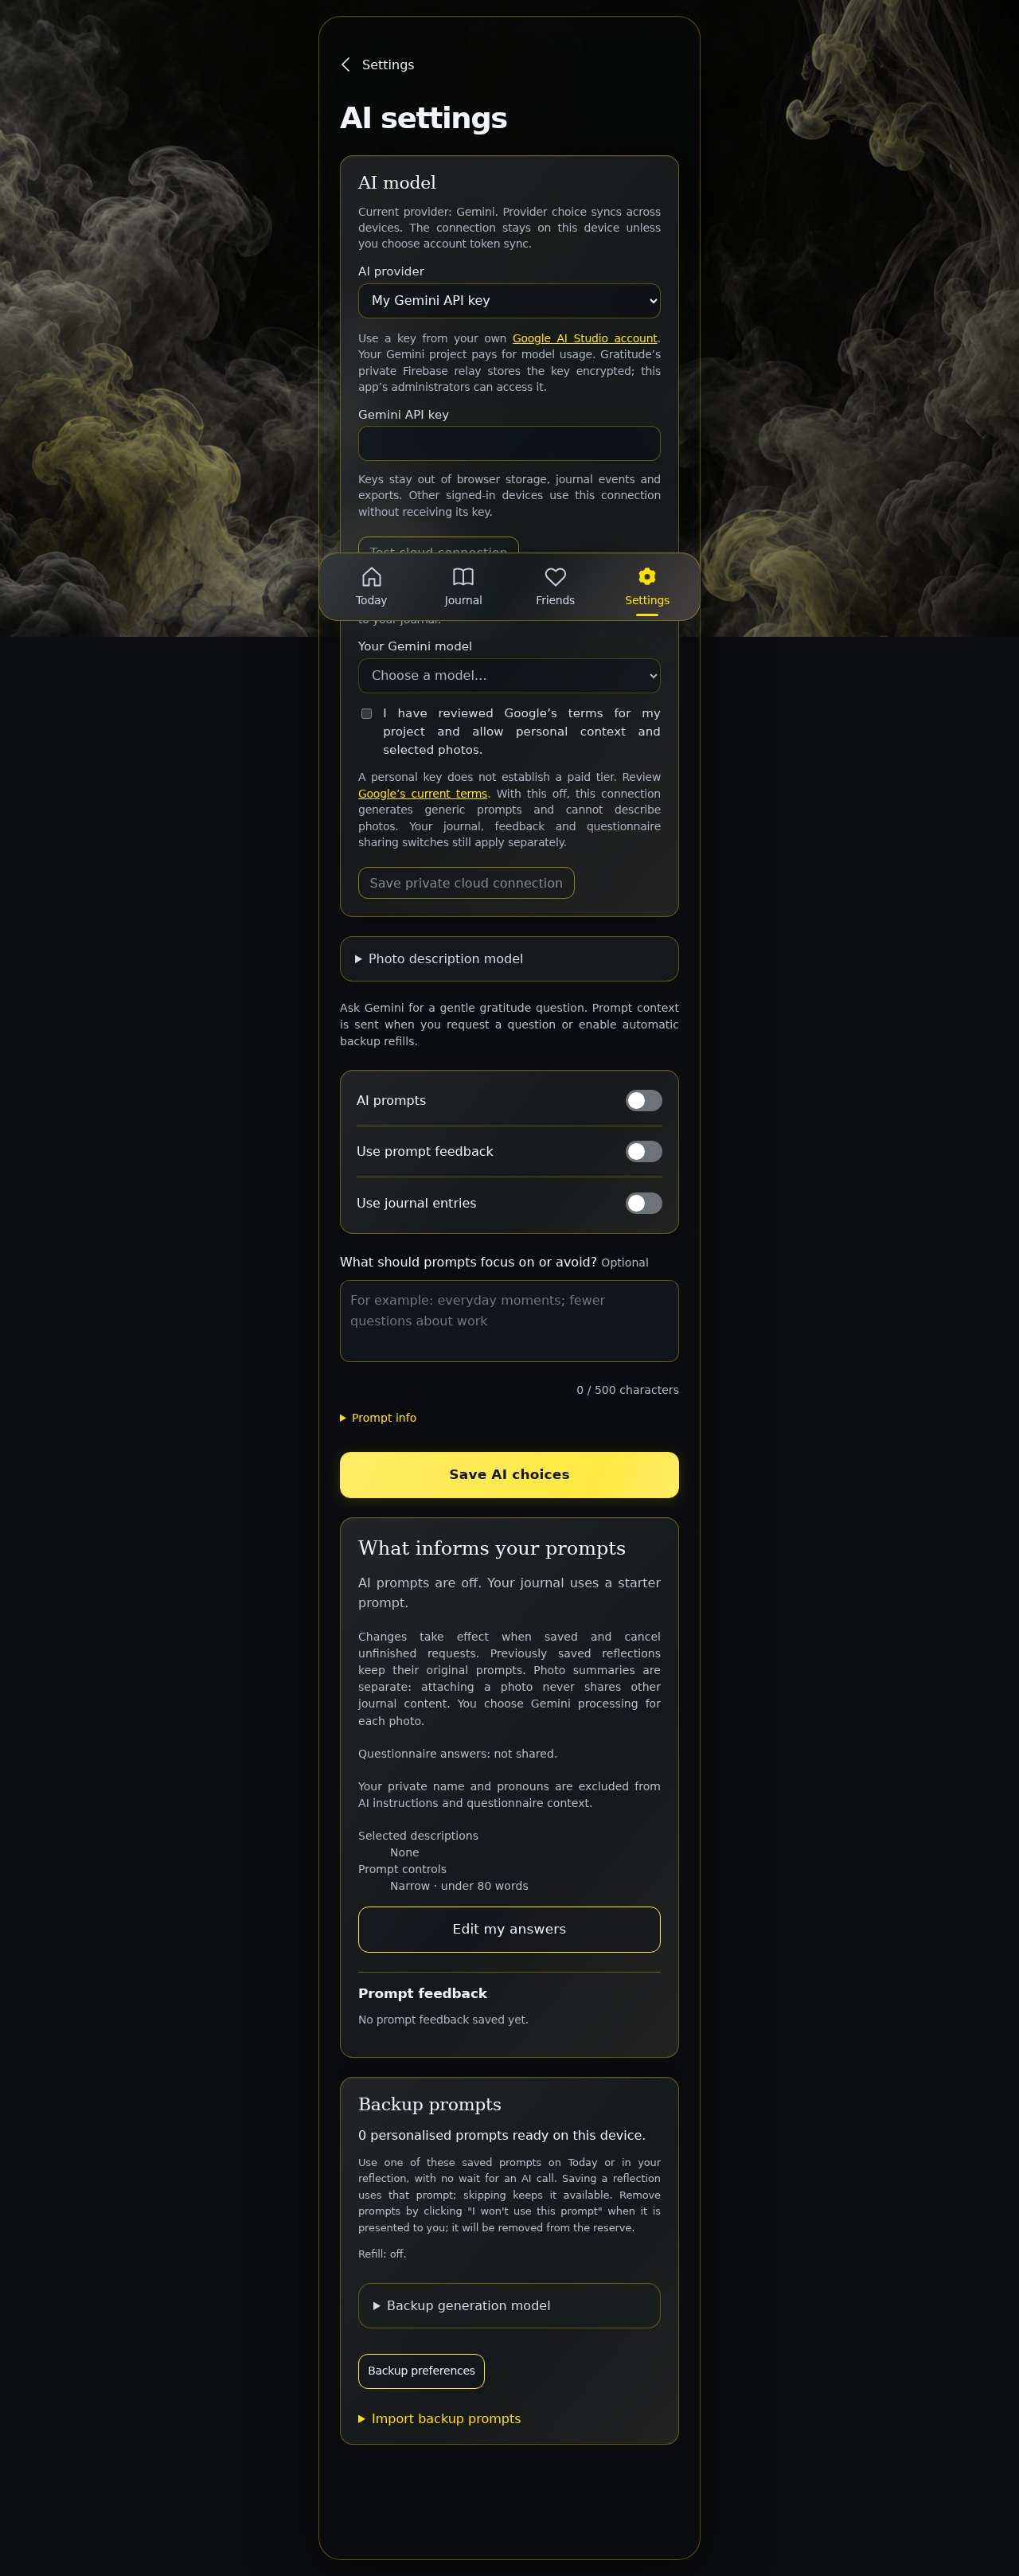 Settings
AI settings
AI model
Current provider: Gemini. Provider choice syncs across
devices. The connection stays on this device unless
you choose account token sync.
AI provider
My Gemini API key
Use a key from your own Google AI Studio account.
Your Gemini project pays for model usage. Gratitude’s
private Firebase relay stores the key encrypted; this
app’s administrators can access it.
Gemini API key
Keys stay out of browser storage, journal events and
exports. Other signed-in devices use this connection
without receiving its key.
Test cloud connection
Today
Journal
Friends
Settings
to your journal.
Your Gemini model
Choose a model…
I have reviewed Google’s terms for my
project and allow personal context and
selected photos.
A personal key does not establish a paid tier. Review
Google’s current terms. With this off, this connection
generates generic prompts and cannot describe
photos. Your journal, feedback and questionnaire
sharing switches still apply separately.
Save private cloud connection
Photo description model
Ask Gemini for a gentle gratitude question. Prompt context
is sent when you request a question or enable automatic
backup refills.
AI prompts
Use prompt feedback
Use journal entries
What should prompts focus on or avoid? Optional
For example: everyday moments; fewer
questions about work
0 / 500 characters
Prompt info
Save AI choices
What informs your prompts
AI prompts are off. Your journal uses a starter
prompt.
Changes take effect when saved and cancel
unfinished requests. Previously saved reflections
keep their original prompts. Photo summaries are
separate: attaching a photo never shares other
journal content. You choose Gemini processing for
each photo.
Questionnaire answers: not shared.
Your private name and pronouns are excluded from
AI instructions and questionnaire context.
Selected descriptions
None
Prompt controls
Narrow · under 80 words
Edit my answers
Prompt feedback
No prompt feedback saved yet.
Backup prompts
0 personalised prompts ready on this device.
Use one of these saved prompts on Today or in your
reflection, with no wait for an AI call. Saving a reflection
uses that prompt; skipping keeps it available. Remove
prompts by clicking "I won't use this prompt" when it is
presented to you; it will be removed from the reserve.
Refill: off.
Backup generation model
Backup preferences
Import backup prompts